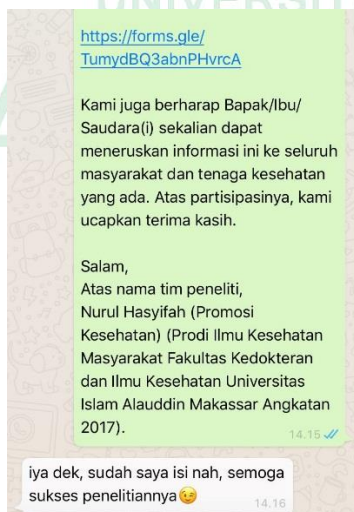 UNIVERSIT
https://forms.gle/
TumydBQ3abnPHvrcA
Kami juga berharap Bapak/Ibu/
Saudara(i) sekalian dapat
meneruskan informasi ini ke seluruh
masyarakat dan tenaga kesehatan
yang ada. Atas partisipasinya, kami
ucapkan terima kasih.
Salam,
Atas nama tim peneliti,
Nurul Hasyifah (Promosi
Kesehatan) (Prodi Ilmu Kesehatan
Masyarakat Fakultas Kedokteran
dan Ilmu Kesehatan Universitas
Islam Alauddin Makassar Angkatan
2017).
14.15
iya dek, sudah saya isi nah, semoga
sukses penelitiannya😉
14.16